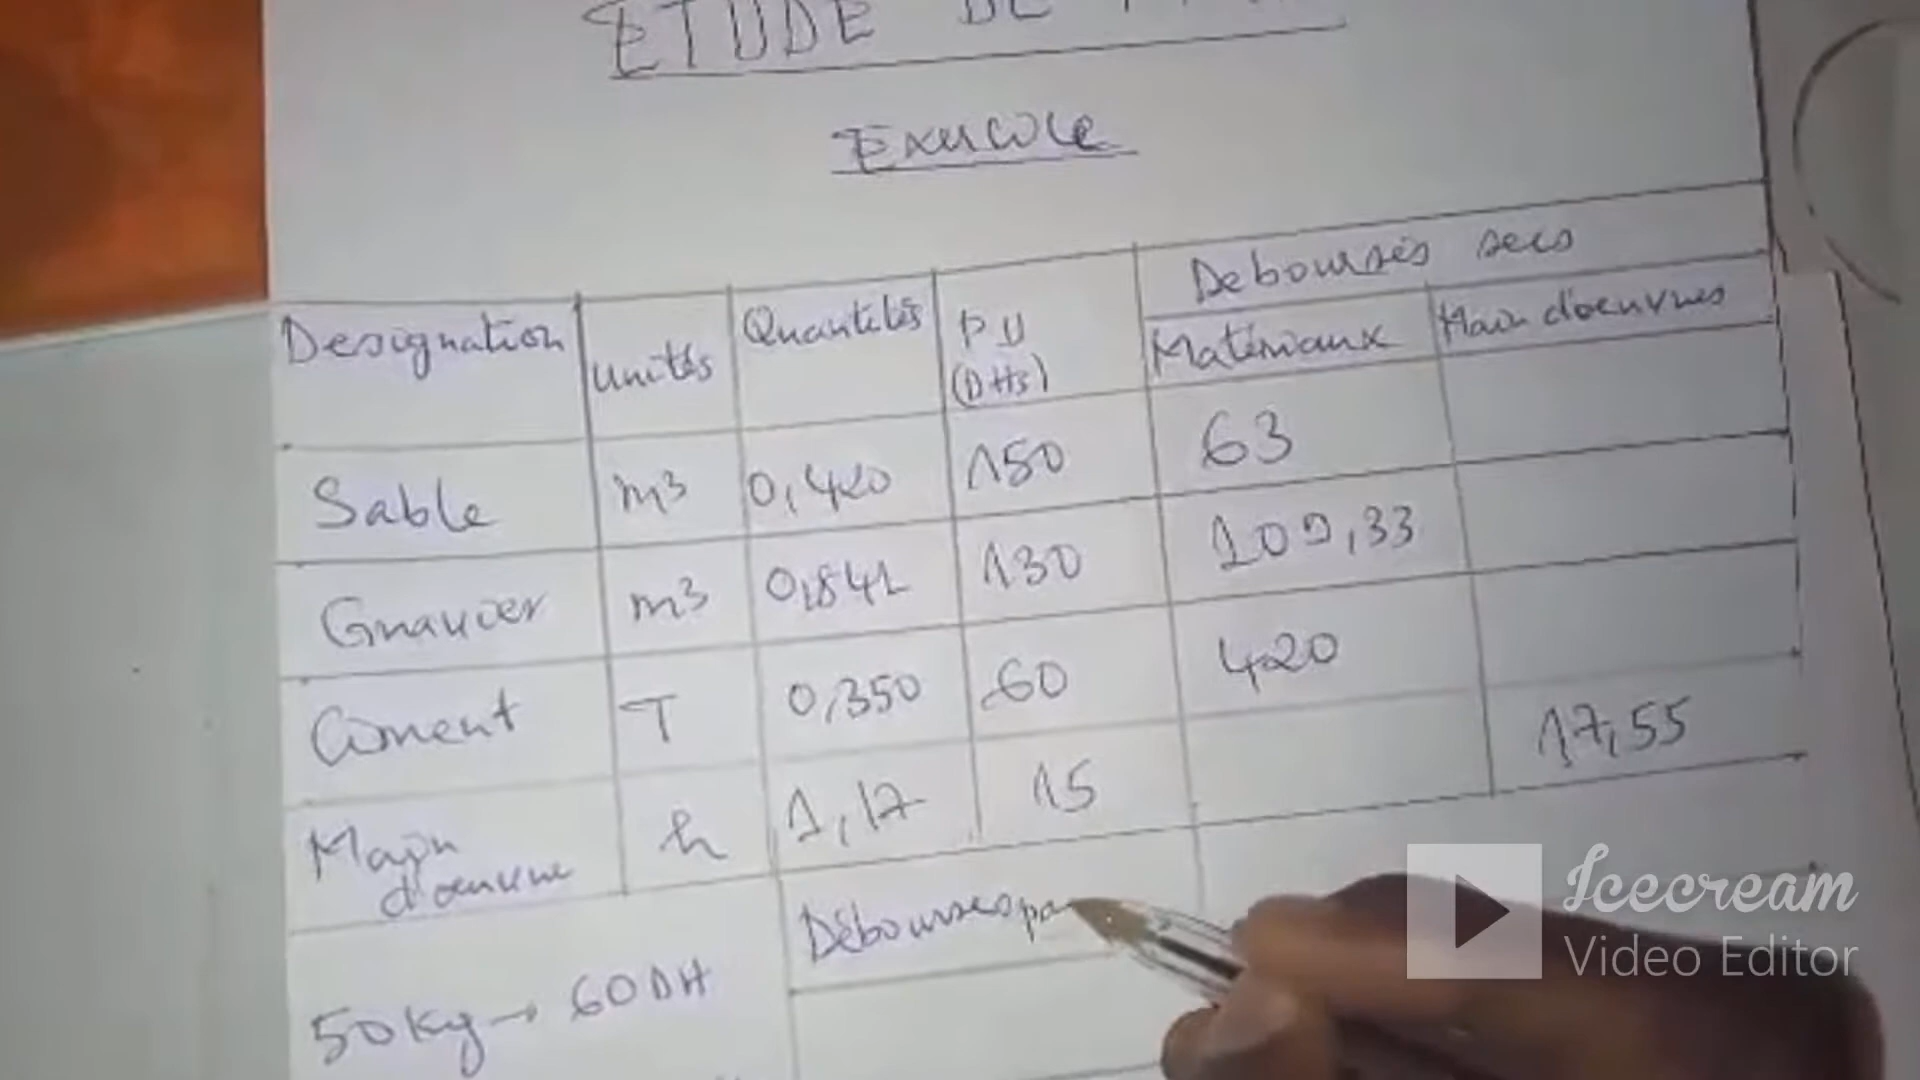 ETUDE DE
Exercice
Designation
unités
Quantités
PU
(DHs)
Déboursés secs
Matériaux
Main d'oeuvres
Sable m³ 0,420 150 63
Gravier m³ 0,841 130 109,33
Ciment T 0,350 60 420
Main d'oeuvre h 1,17 15 17,55
Déboursés pa
50Kg → 60DH
Icecream
Video Editor